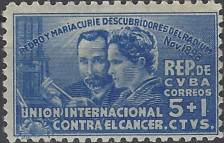 PEDRO Y MARIA CURIE DESCUBRIDORES DEL RADIUM
Nov. 1898
REP. DE
CVBA
CORREOS
5+1
CTVS.
UNION INTERNACIONAL
CONTRA EL CANCER.